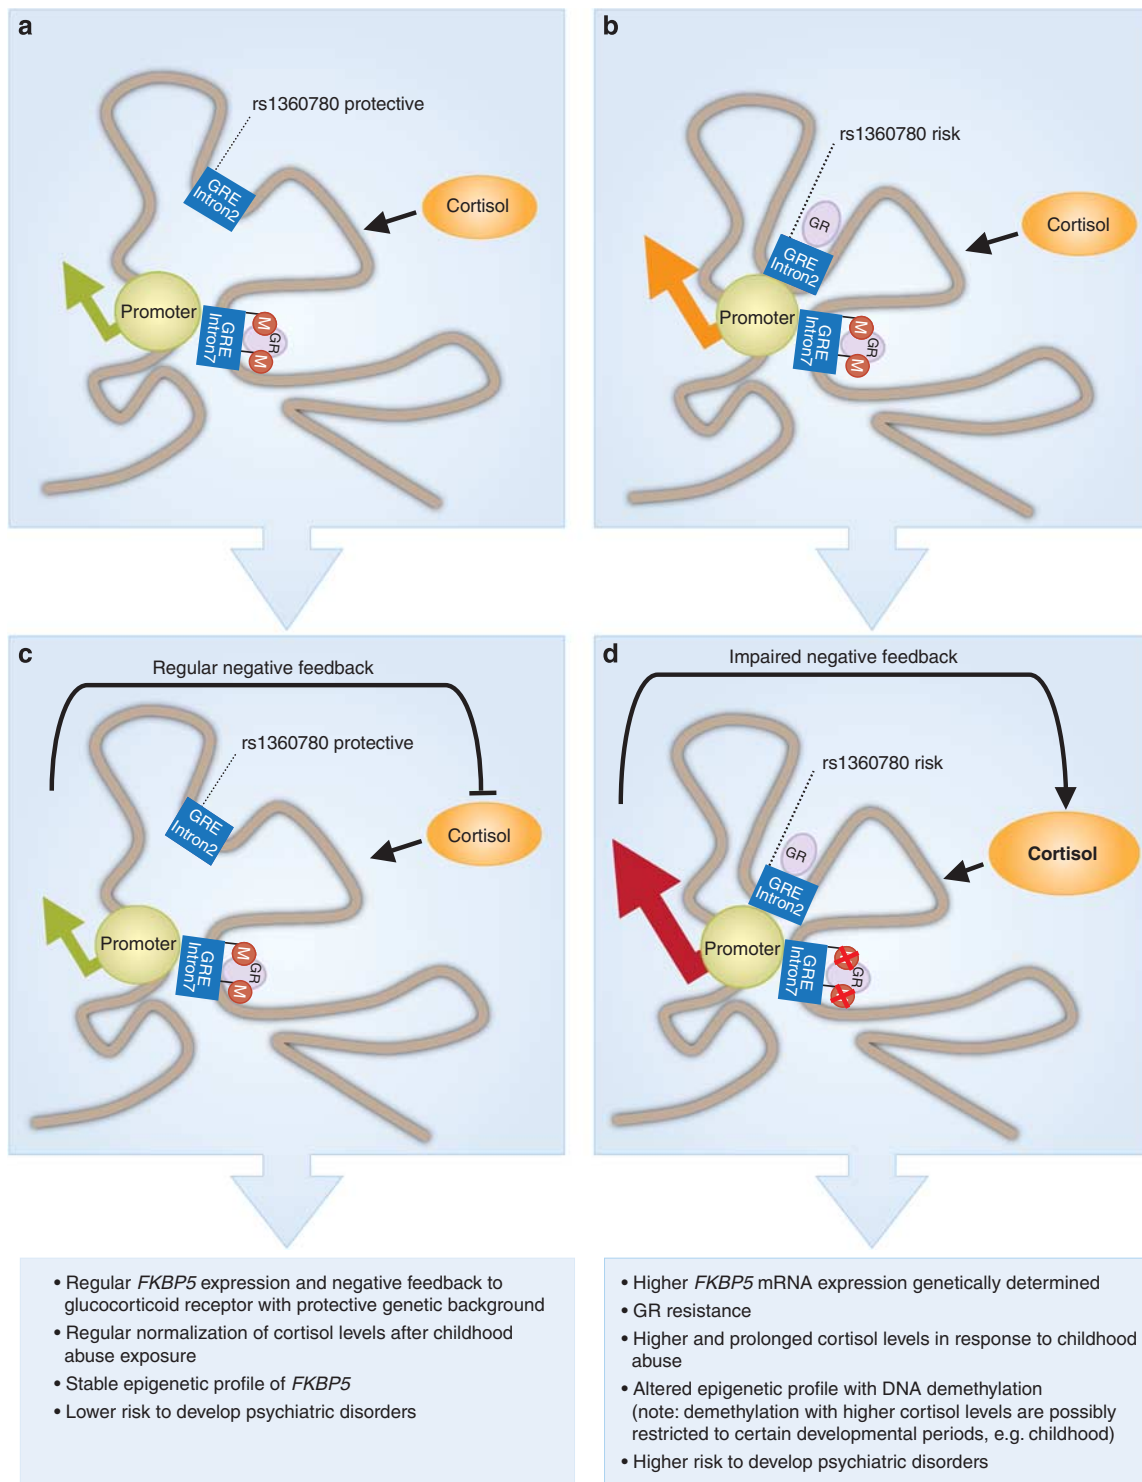 a
rs1360780 protective
GRE
Intron2
Cortisol
Promoter
GRE
Intron7
M
GR
M
b
rs1360780 risk
GR
GRE
Intron2
Cortisol
Promoter
GRE
Intron7
M
GR
M
c
Regular negative feedback
rs1360780 protective
GRE
Intron2
Cortisol
Promoter
GRE
Intron7
M
GR
M
d
Impaired negative feedback
rs1360780 risk
GR
GRE
Intron2
Cortisol
Promoter
GRE
Intron7
GR
• Regular FKBP5 expression and negative feedback to
glucocorticoid receptor with protective genetic background
• Regular normalization of cortisol levels after childhood
abuse exposure
• Stable epigenetic profile of FKBP5
• Lower risk to develop psychiatric disorders
• Higher FKBP5 mRNA expression genetically determined
• GR resistance
• Higher and prolonged cortisol levels in response to childhood
abuse
• Altered epigenetic profile with DNA demethylation
(note: demethylation with higher cortisol levels are possibly
restricted to certain developmental periods, e.g. childhood)
• Higher risk to develop psychiatric disorders